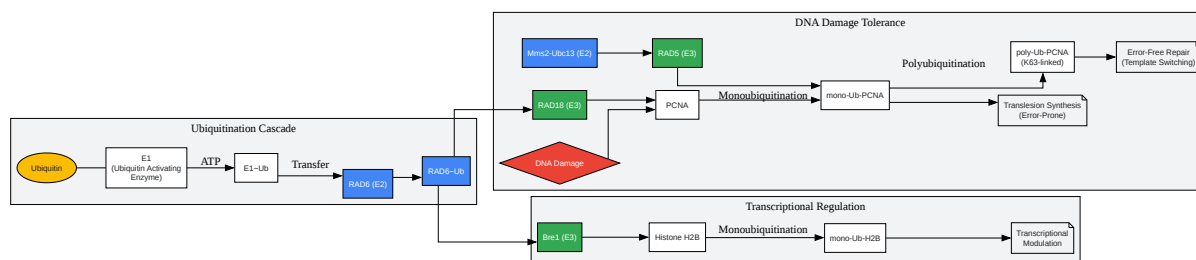 DNA Damage Tolerance
Mms2-Ubc13 (E2)
RAD5 (E3)
Polyubiquitination
poly-Ub-PCNA
(K63-linked)
Error-Free Repair
(Template Switching)
RAD18 (E3)
PCNA
Monoubiquitination
mono-Ub-PCNA
Translesion Synthesis
(Error-Prone)
DNA Damage
Ubiquitination Cascade
Ubiquitin
E1
(Ubiquitin Activating
Enzyme)
ATP
E1~Ub
Transfer
RAD6 (E2)
RAD6~Ub
Transcriptional Regulation
Bre1 (E3)
Histone H2B
Monoubiquitination
mono-Ub-H2B
Transcriptional
Modulation